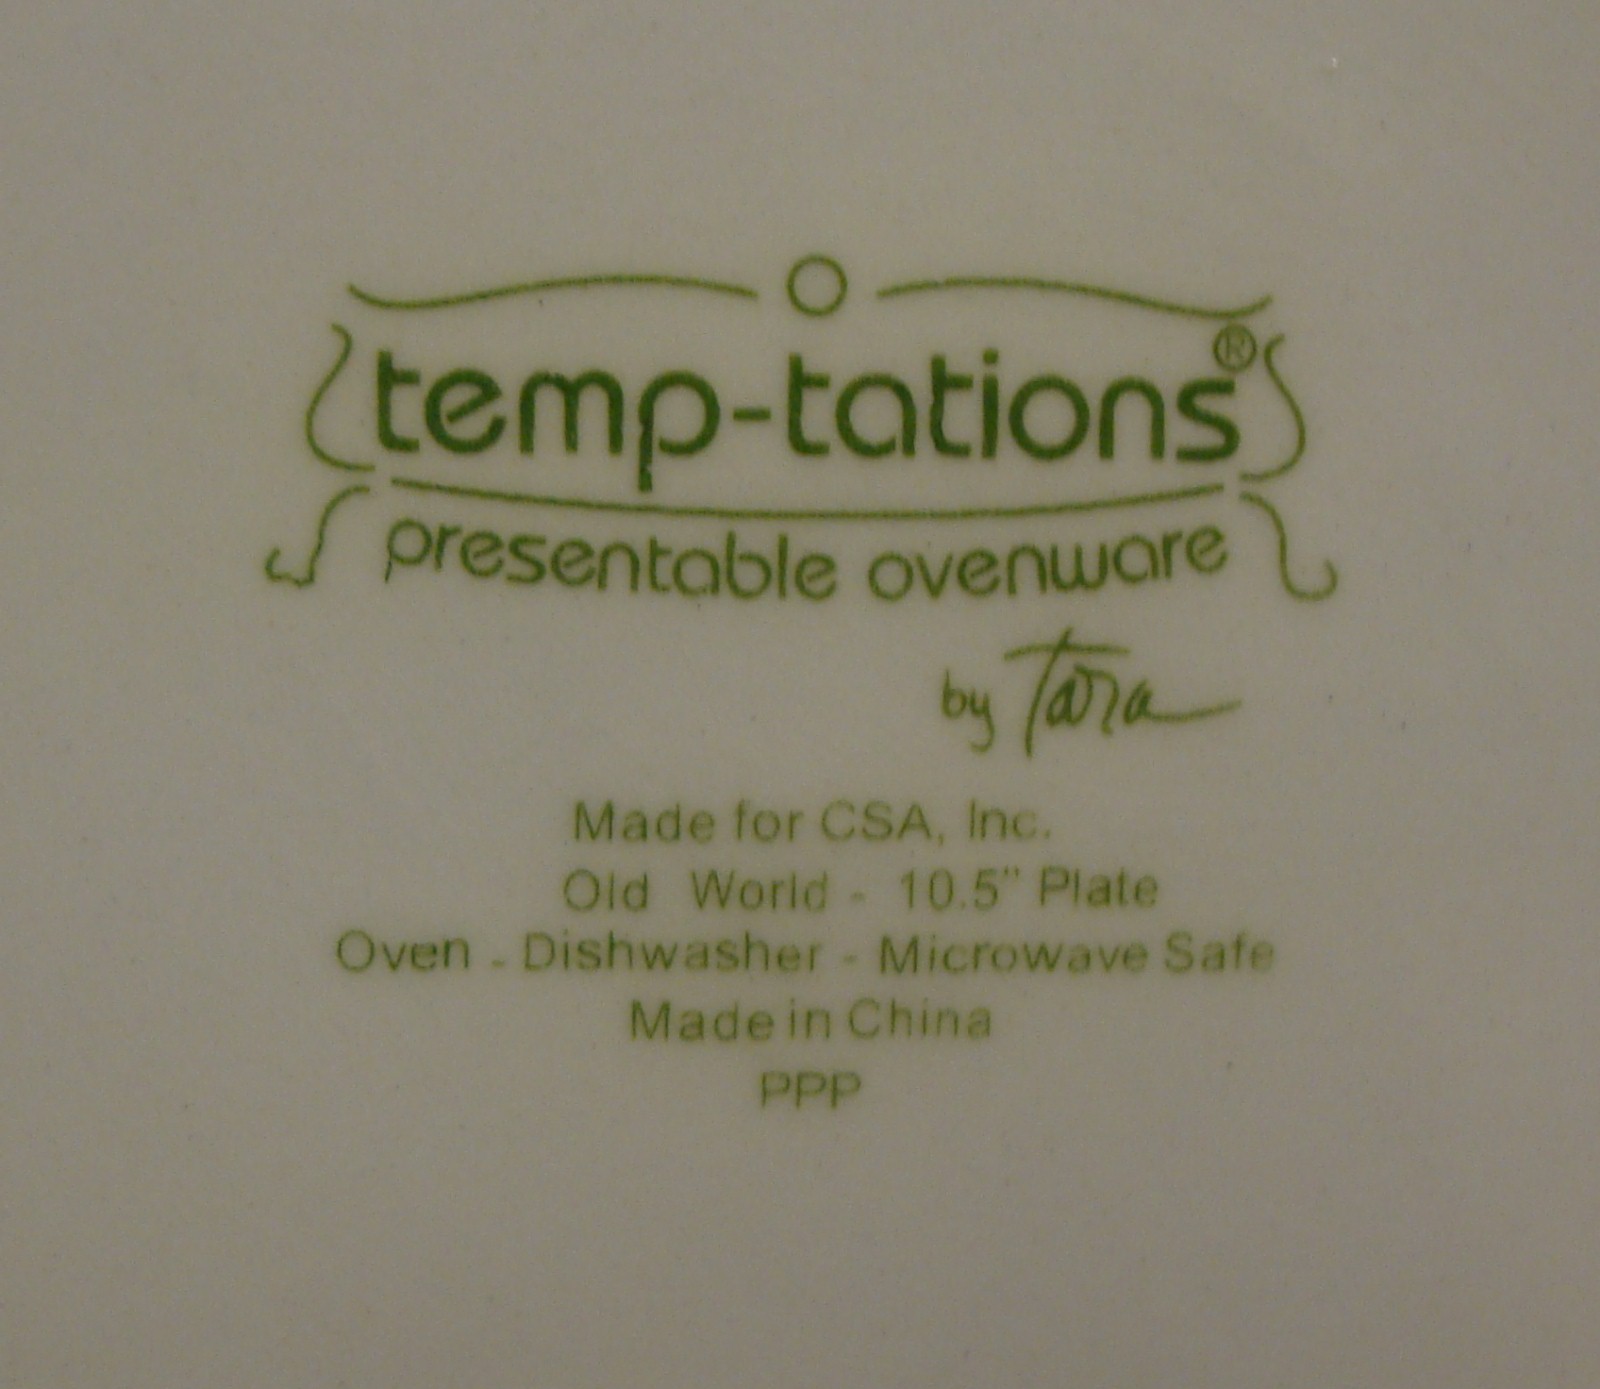 temp-tations®
presentable ovenware
by Tara
Made for CSA, Inc.
Old World - 10.5" Plate
Oven - Dishwasher - Microwave Safe
Made in China
PPP